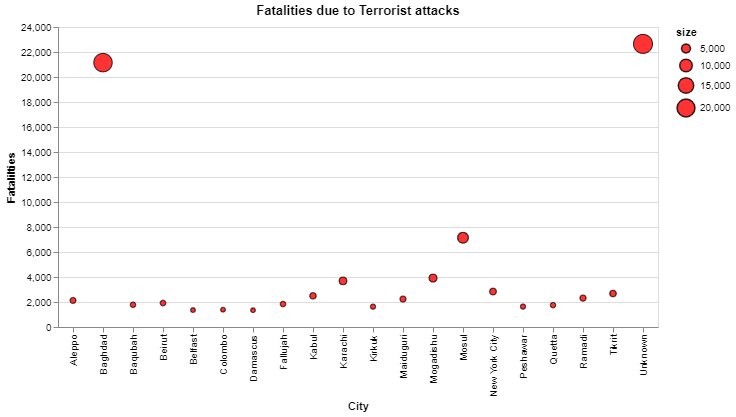 Fatalities due to Terrorist attacks
24,000
22,000
20,000
18,000
16,000
14,000
12,000
10,000
8,000
6,000
4,000
2,000
0
Fatalilties
Aleppo
Baghdad
Baqubah
Beirut
Belfast
Colombo
Damascus
Fallujah
Kabul
Karachi
Kirkuk
Maiduguri
Mogadishu
Mosul
New York City
Peshawar
Quetta
Ramadi
Tikrit
Unknown
City
size
5,000
10,000
15,000
20,000